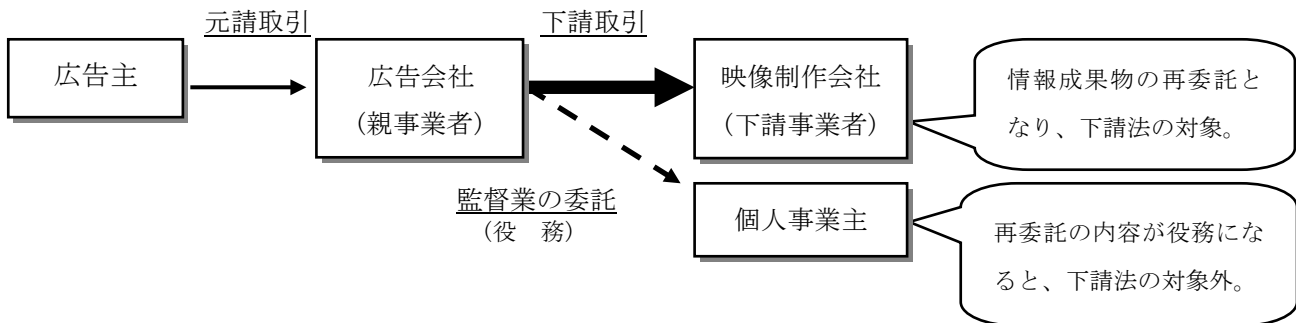 元請取引
下請取引
広告主
広告会社
(親事業者)
映像制作会社
(下請事業者)
情報成果物の再委託と
なり、下請法の対象。
監督業の委託
(役 務)
個人事業主
再委託の内容が役務にな
ると、下請法の対象外。